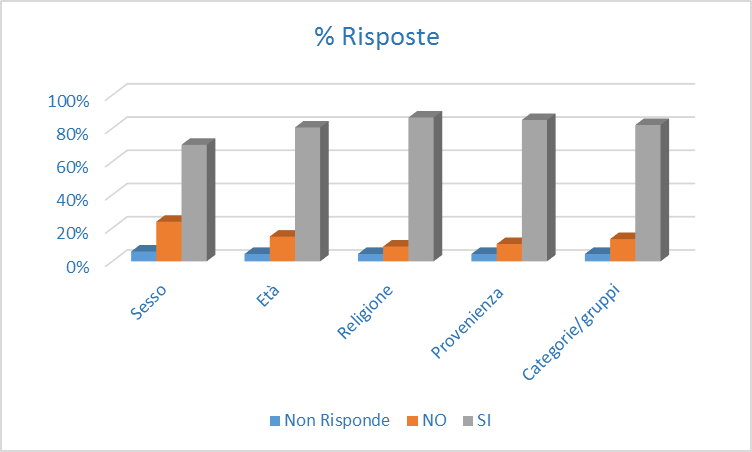 % Risposte
100%
80%
60%
40%
20%
0%
Sesso
Età
Religione
Provenienza
Categorie/gruppi
Non Risponde NO SI